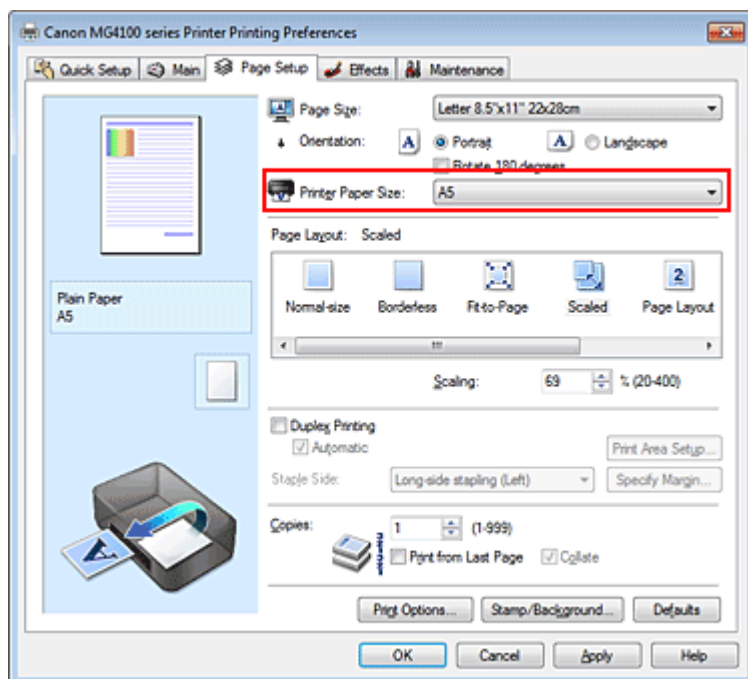 Canon MG4100 series Printer Printing Preferences
Quick Setup Main Page Setup Effects Maintenance
Page Size: Letter 8.5"x11" 22x28cm
Orientation: A Portrait A Landscape
Rotate 180 degrees
Printer Paper Size: A5
Page Layout: Scaled
Normal-size Borderless Fit-to-Page Scaled 2 Page Layout
Plain Paper
A5
Scaling: 69 % (20-400)
Duplex Printing
Automatic
Print Area Setup...
Staple Side: Long-side stapling (Left) Specify Margin...
Copies: 1 (1-999)
Print from Last Page Collate
A
Print Options... Stamp/Background... Defaults
OK Cancel Apply Help